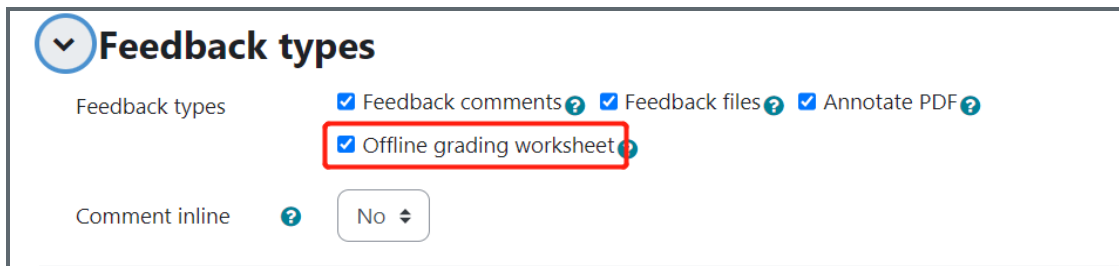 Feedback types
Feedback types Feedback comments ? Feedback files ? Annotate PDF ?
Offline grading worksheet ?
Comment inline ? No